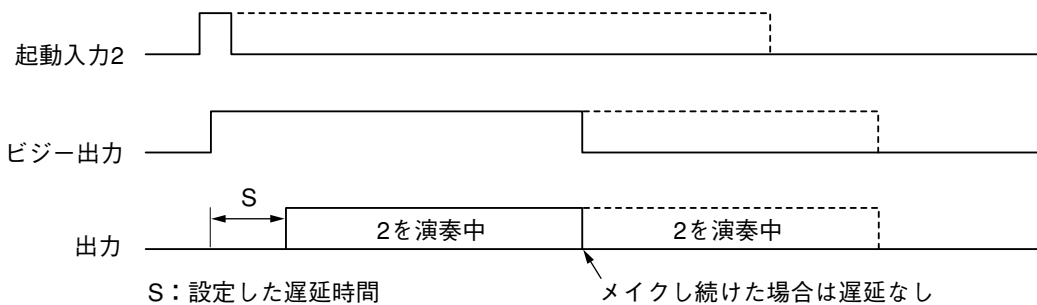 起動入力2
ビジー出力
S
出力
2を演奏中
2を演奏中
S：設定した遅延時間
メイクし続けた場合は遅延なし